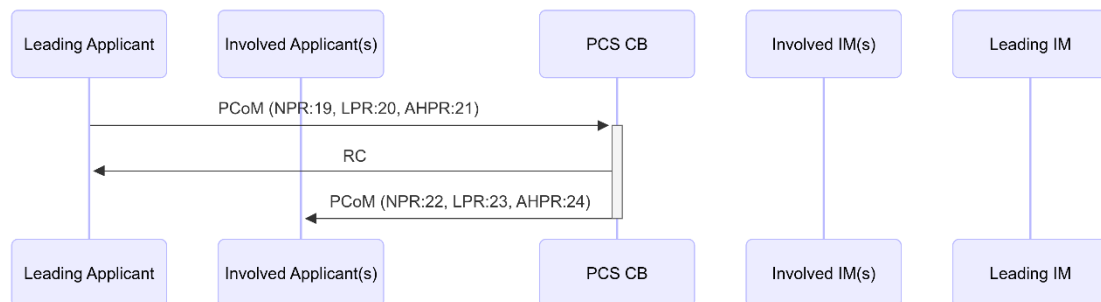 Leading Applicant
Involved Applicant(s)
PCS CB
Involved IM(s)
Leading IM
PCoM (NPR:19, LPR:20, AHPR:21)
RC
PCoM (NPR:22, LPR:23, AHPR:24)
Leading Applicant
Involved Applicant(s)
PCS CB
Involved IM(s)
Leading IM